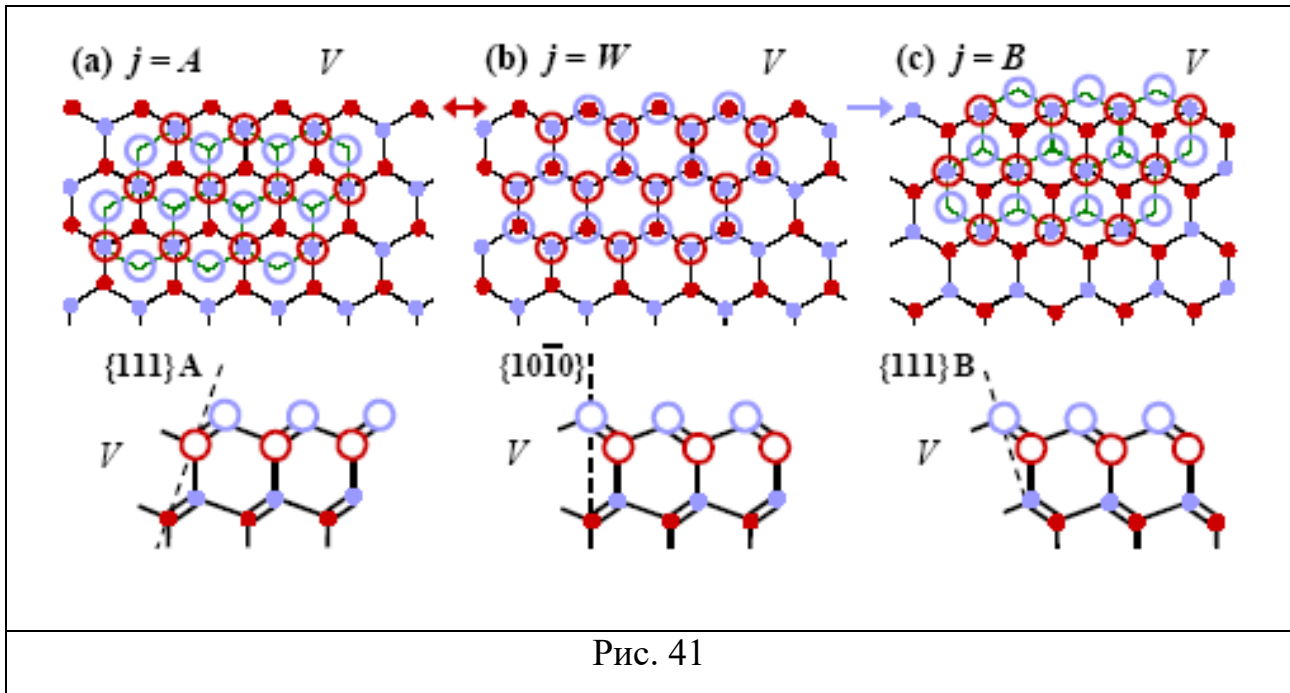 (a) j = A V (b) j = W V (c) j = B V
{111}A {101̄0} {111}B
V V V
Рис. 41